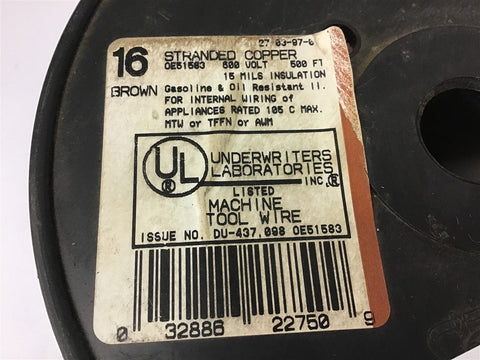 27 03-97-6
16 STRANDED COPPER
OE51583 600 VOLT 500 FT
15 MILS INSULATION
BROWN Gasoline & Oil Resistant II.
FOR INTERNAL WIRING of
APPLIANCES RATED 105 C MAX.
MTW or TFFN or AWM
UL ®
UNDERWRITERS
LABORATORIES
INC.®
LISTED
MACHINE
TOOL WIRE
ISSUE NO. DU-437,098 OE51583
0 32886 22750 9